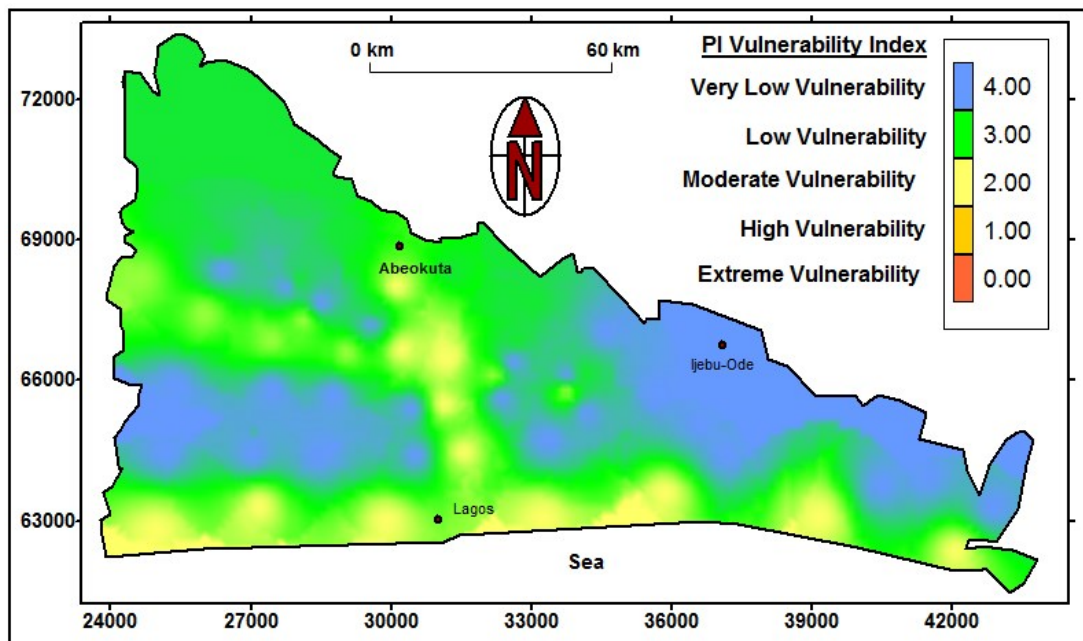 0 km 60 km
PI Vulnerability Index
Very Low Vulnerability 4.00
Low Vulnerability 3.00
Moderate Vulnerability 2.00
High Vulnerability 1.00
Extreme Vulnerability 0.00
N
72000
69000
66000
63000
Abeokuta
Ijebu-Ode
Lagos
Sea
24000 27000 30000 33000 36000 39000 42000